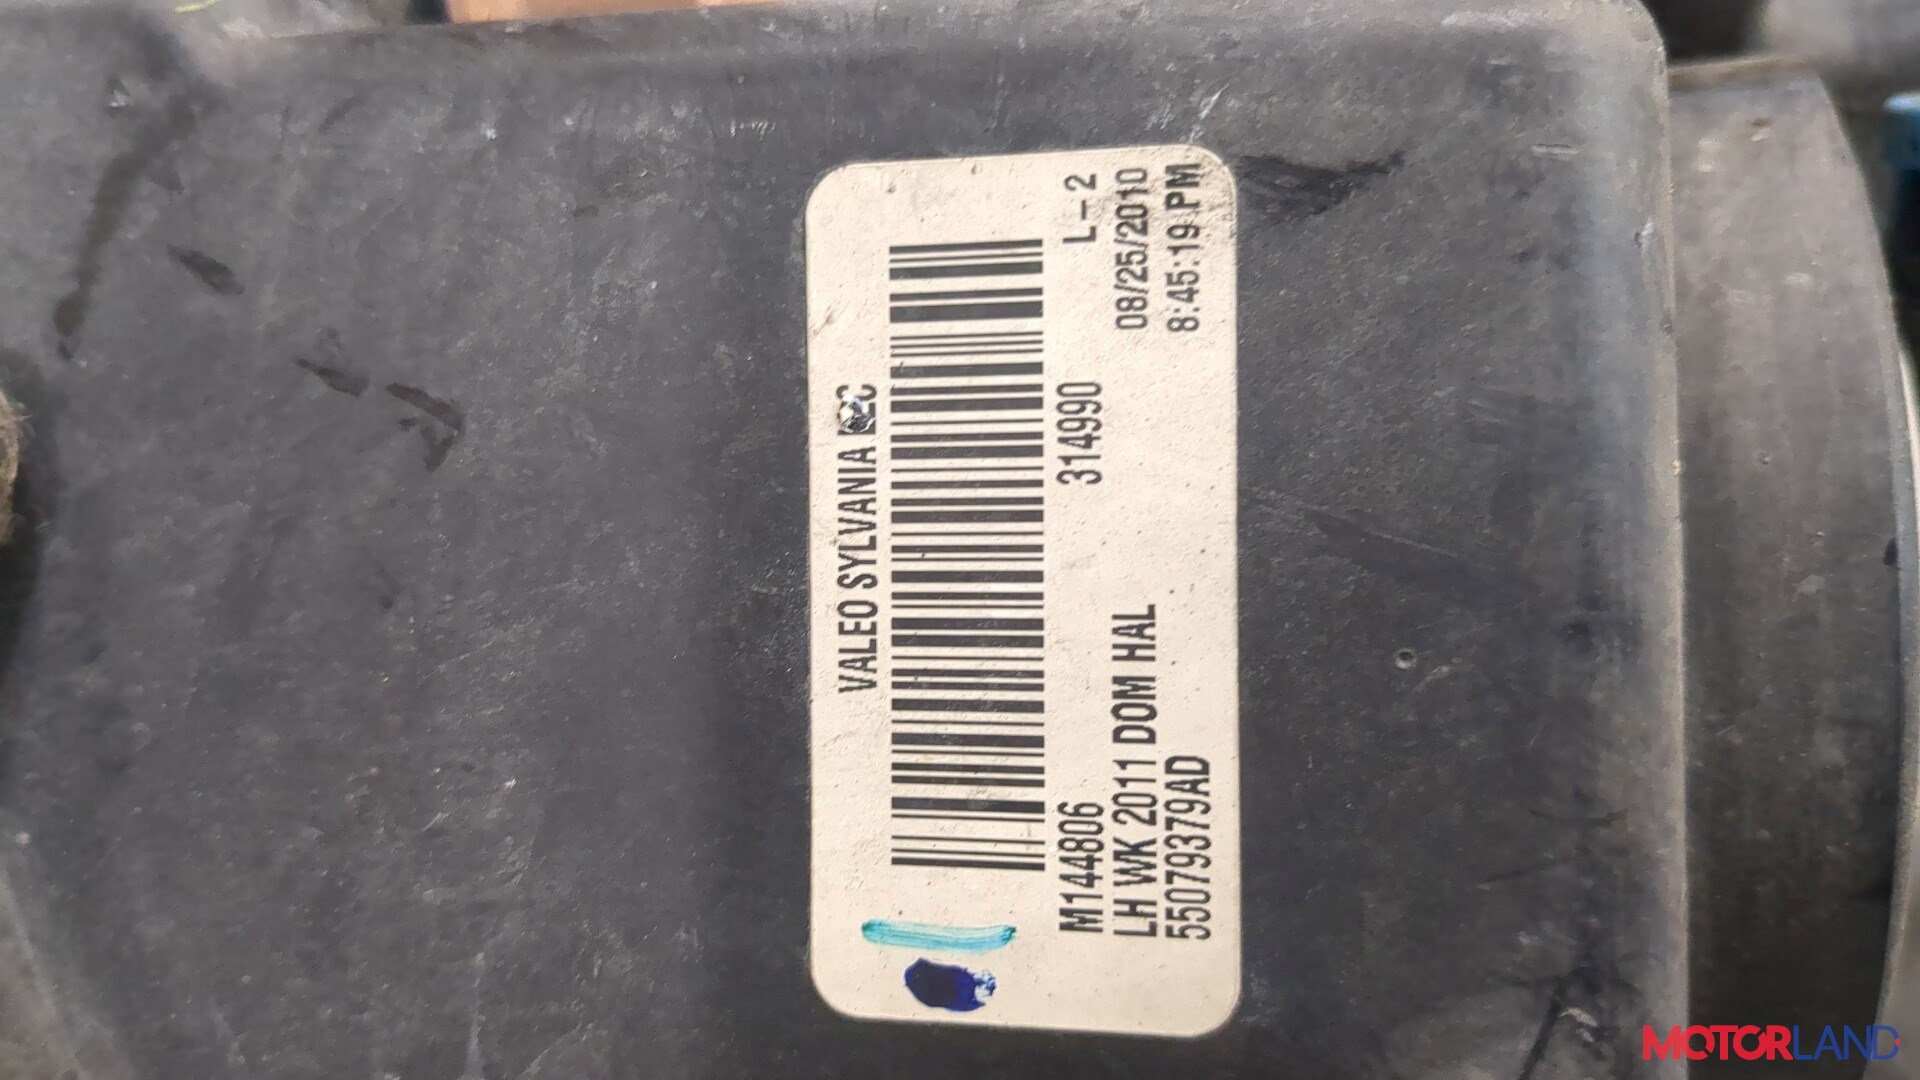 VALEO SYLVANIA LLC
M144806 314990 L-2
LH WK 2011 DOM HAL 08/25/2010
55079379AD 8:45:19 PM
MOTORLAND